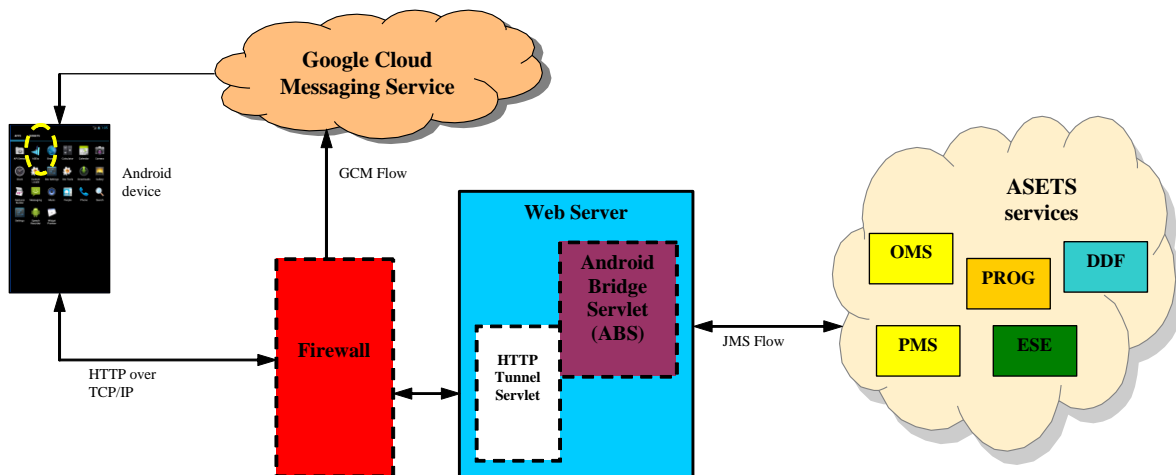 Google Cloud
Messaging Service
Android
device
GCM Flow
Web Server
ASETS
services
Android
Bridge
Servlet
(ABS)
OMS
PROG
DDF
Firewall
HTTP
Tunnel
Servlet
JMS Flow
PMS
ESE
HTTP over
TCP/IP